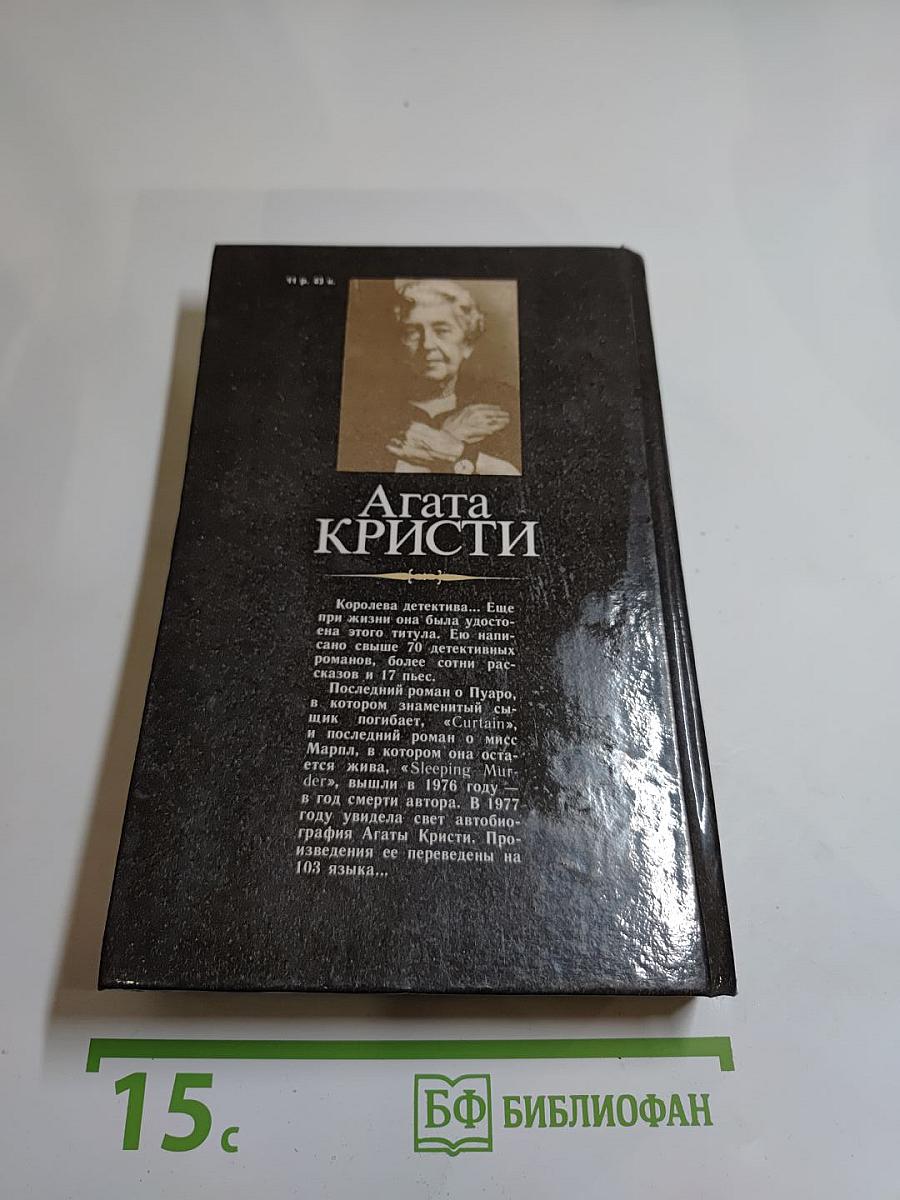 11 р. 83 к.
Агата
КРИСТИ
Королева детектива... Еще
при жизни она была удосто-
ена этого титула. Ею напи-
сано свыше 70 детективных
романов, более сотни рас-
сказов и 17 пьес.
Последний роман о Пуаро,
в котором знаменитый сы-
щик погибает, «Curtain»,
и последний роман о мисс
Марпл, в котором она оста-
ется жива, «Sleeping Mur-
der», вышли в 1976 году —
в год смерти автора. В 1977
году увидела свет автобио-
графия Агаты Кристи. Про-
изведения ее переведены на
103 языка...
15 с
БФ БИБЛИОФАН